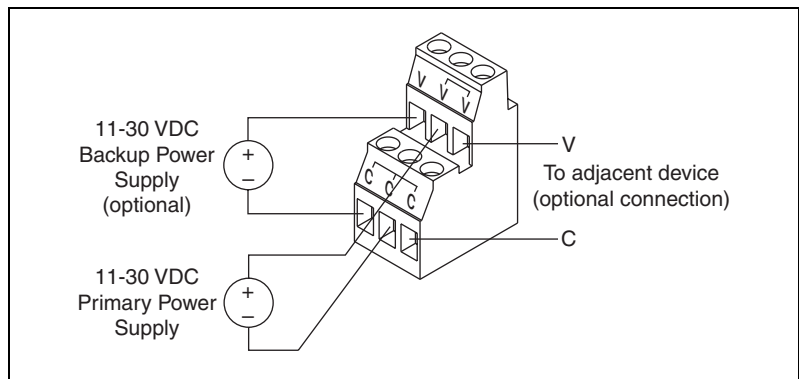 V V V
11-30 VDC
Backup Power
Supply
(optional)
+
–
C C C
V
To adjacent device
(optional connection)
C
11-30 VDC
Primary Power
Supply
+
–